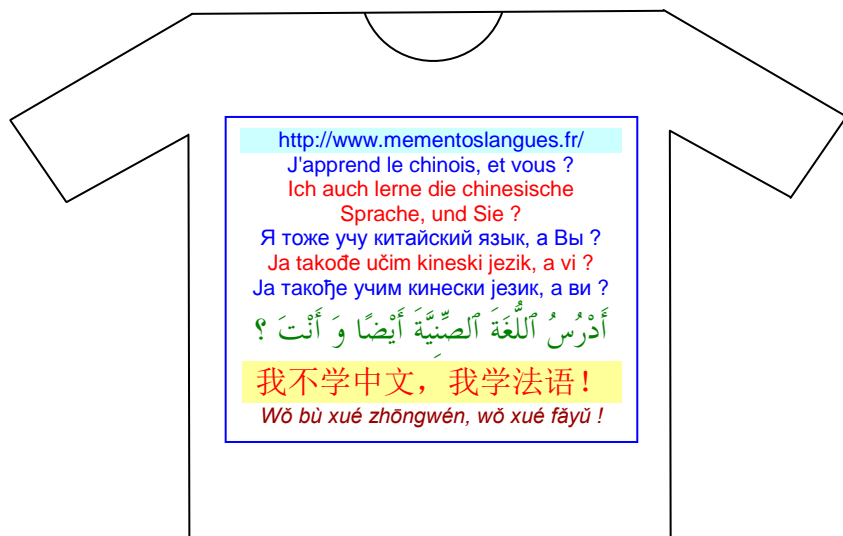 http://www.mementoslangues.fr/
J'apprend le chinois, et vous ?
Ich auch lerne die chinesische
Sprache, und Sie ?
Я тоже учу китайский язык, а Вы ?
Ja takođe učim kineski jezik, a vi ?
Ја такође учим кинески језик, а ви ?
أَدْرُسُ ٱللُّغَةَ ٱلصِّنِيَّةَ أَيْضًا وَ أَنْتَ ؟
我不学中文，我学法语！
Wǒ bù xué zhōngwén, wǒ xué fǎyǔ !